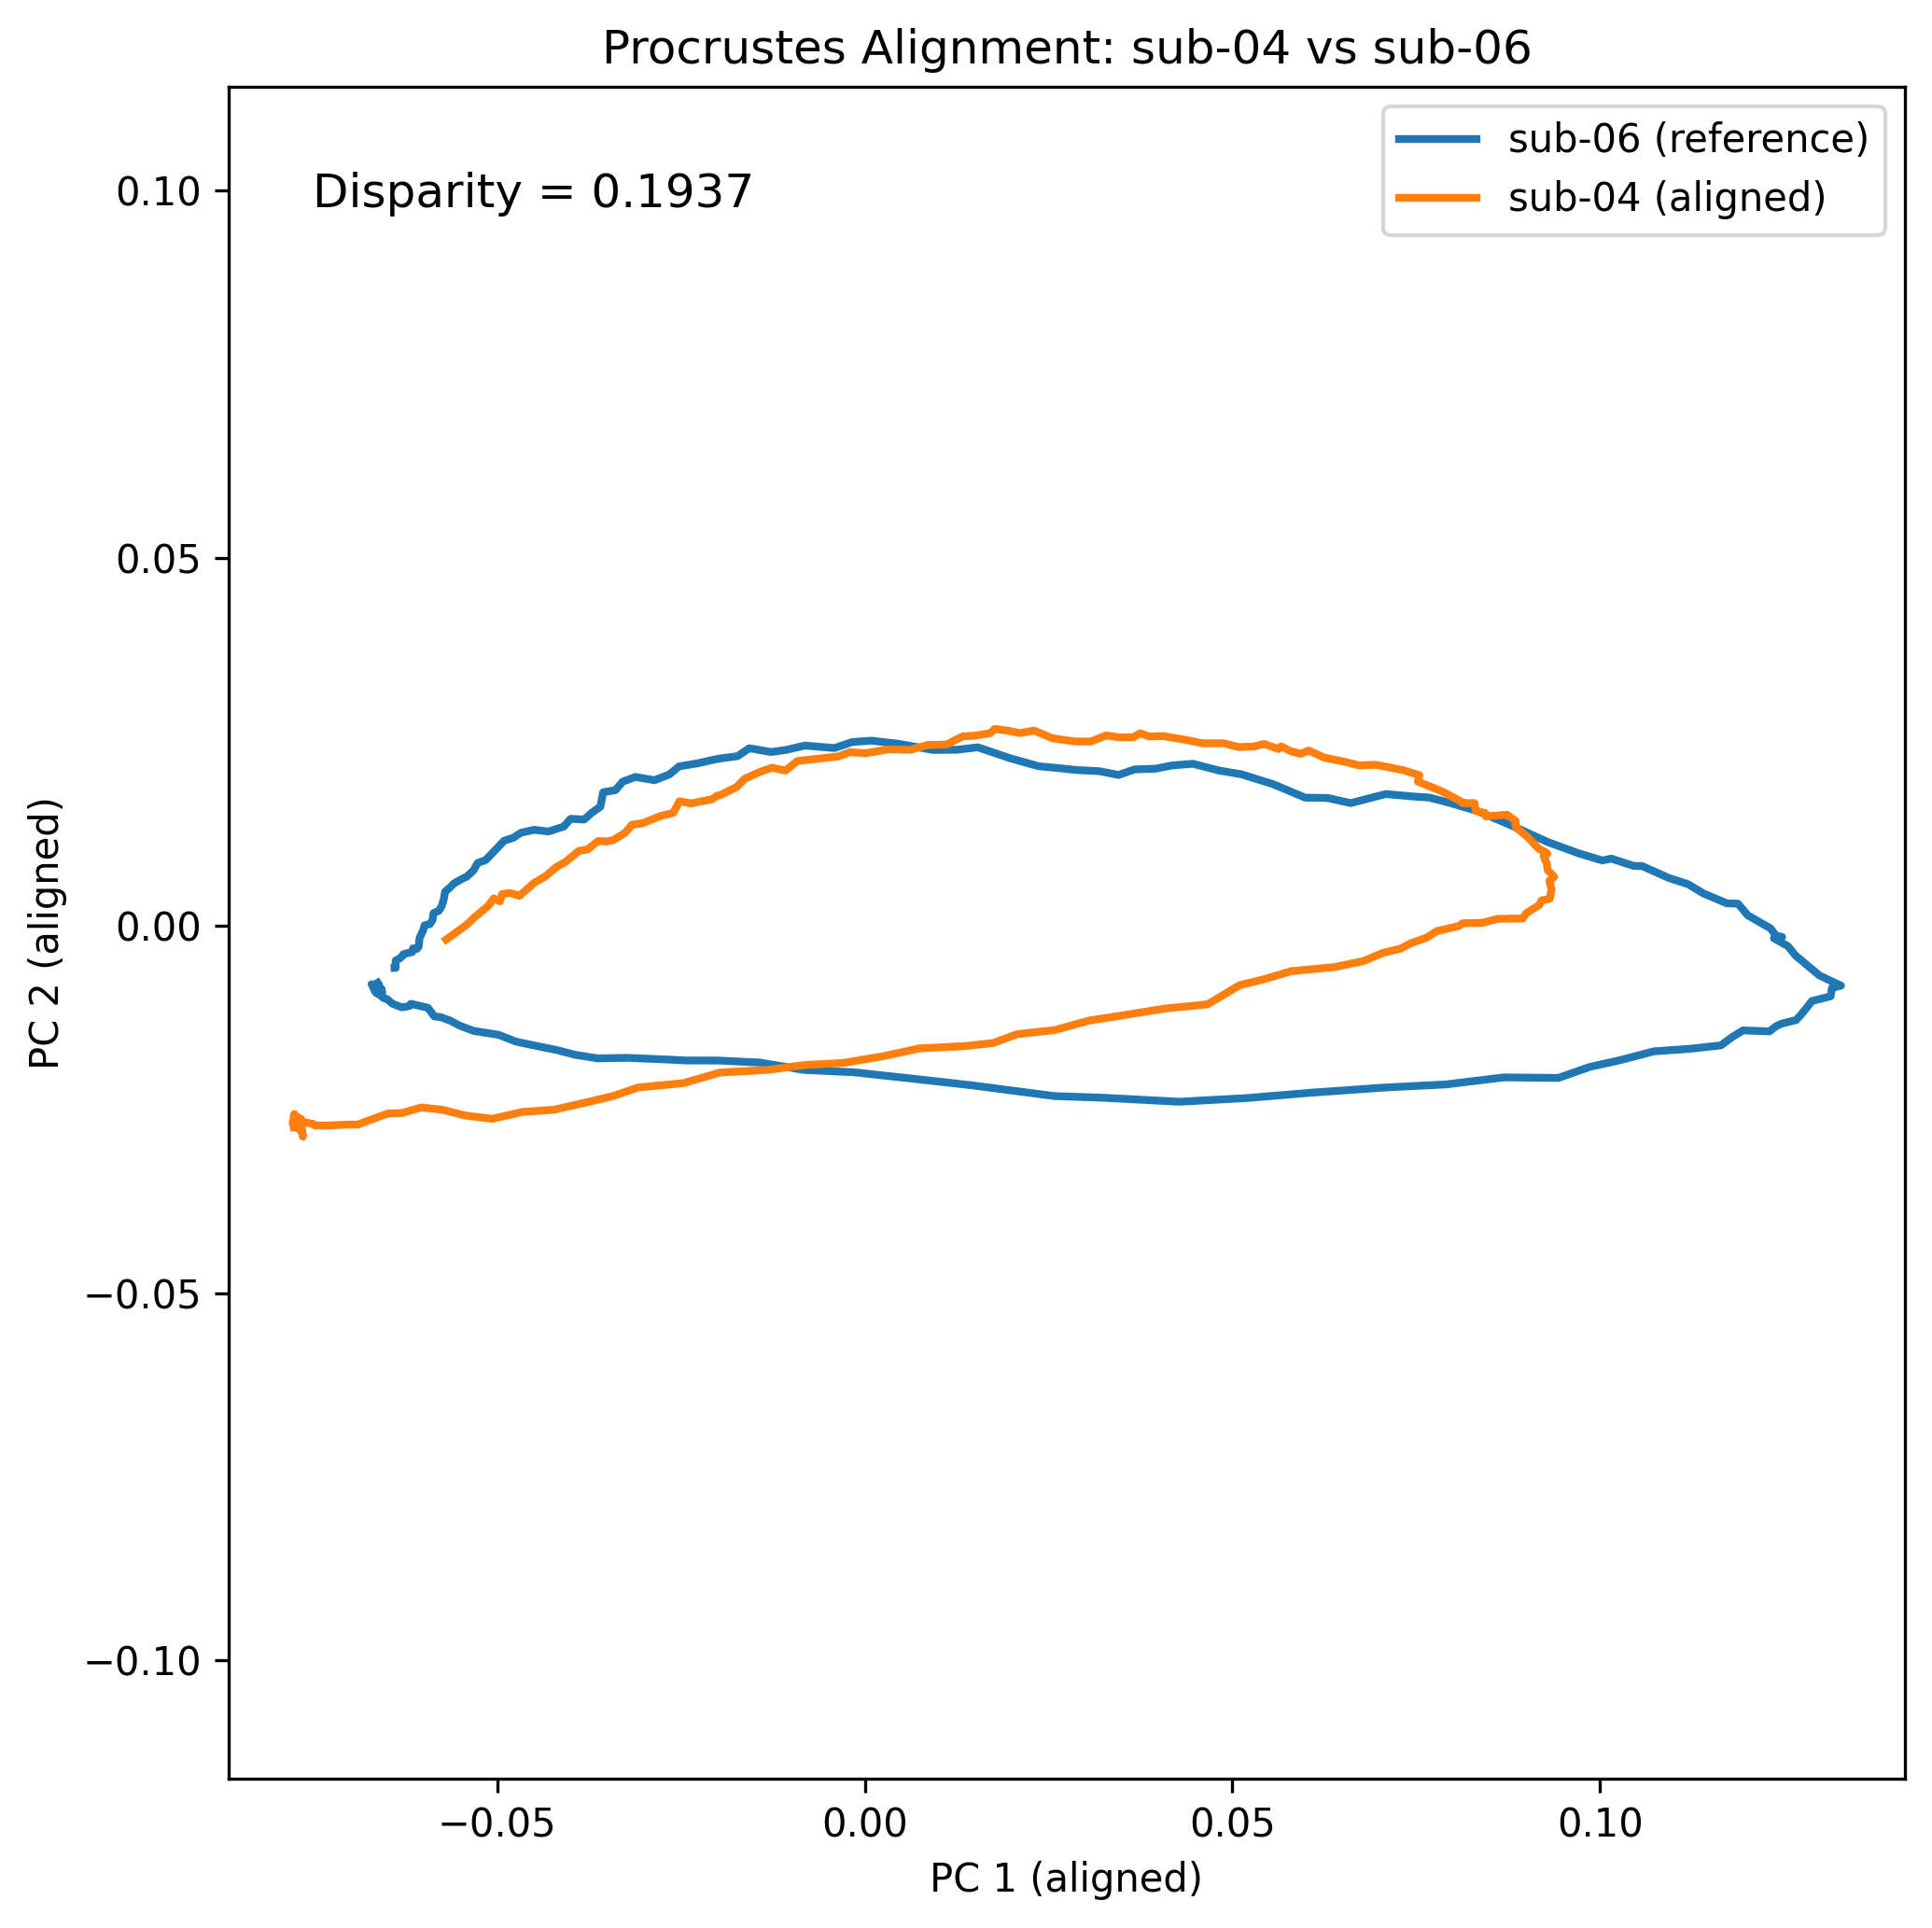 Procrustes Alignment: sub-04 vs sub-06
sub-06 (reference)
sub-04 (aligned)
Disparity = 0.1937
0.10
0.05
0.00
−0.05
−0.10
PC 2 (aligned)
−0.05
0.00
0.05
0.10
PC 1 (aligned)